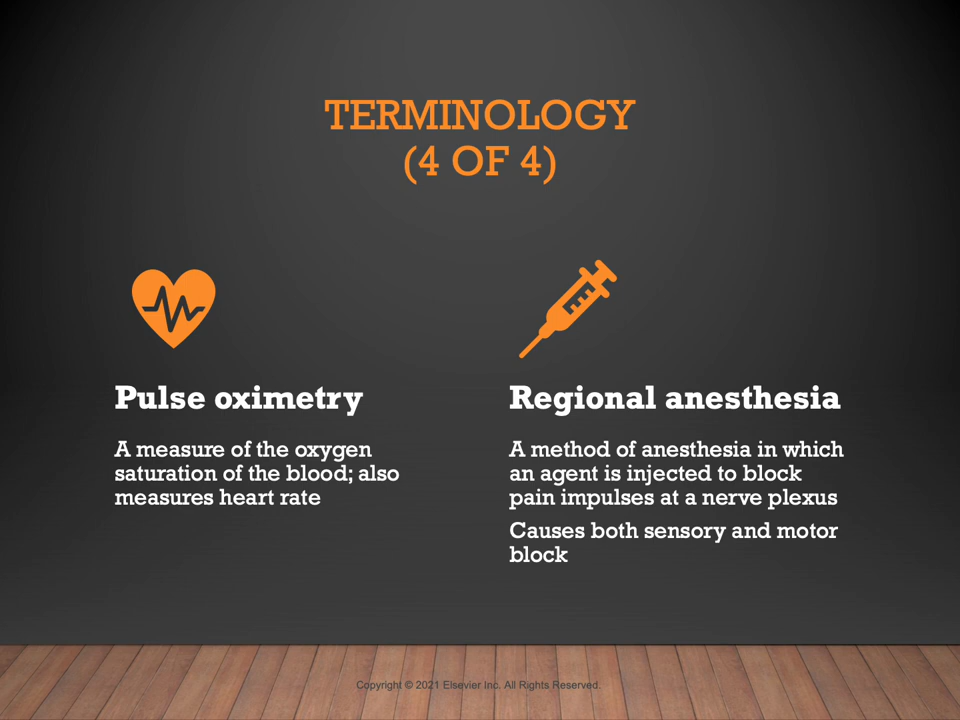 TERMINOLOGY
(4 OF 4)
Pulse oximetry
A measure of the oxygen
saturation of the blood; also
measures heart rate
Regional anesthesia
A method of anesthesia in which
an agent is injected to block
pain impulses at a nerve plexus
Causes both sensory and motor
block
Copyright © 2021 Elsevier Inc. All Rights Reserved.